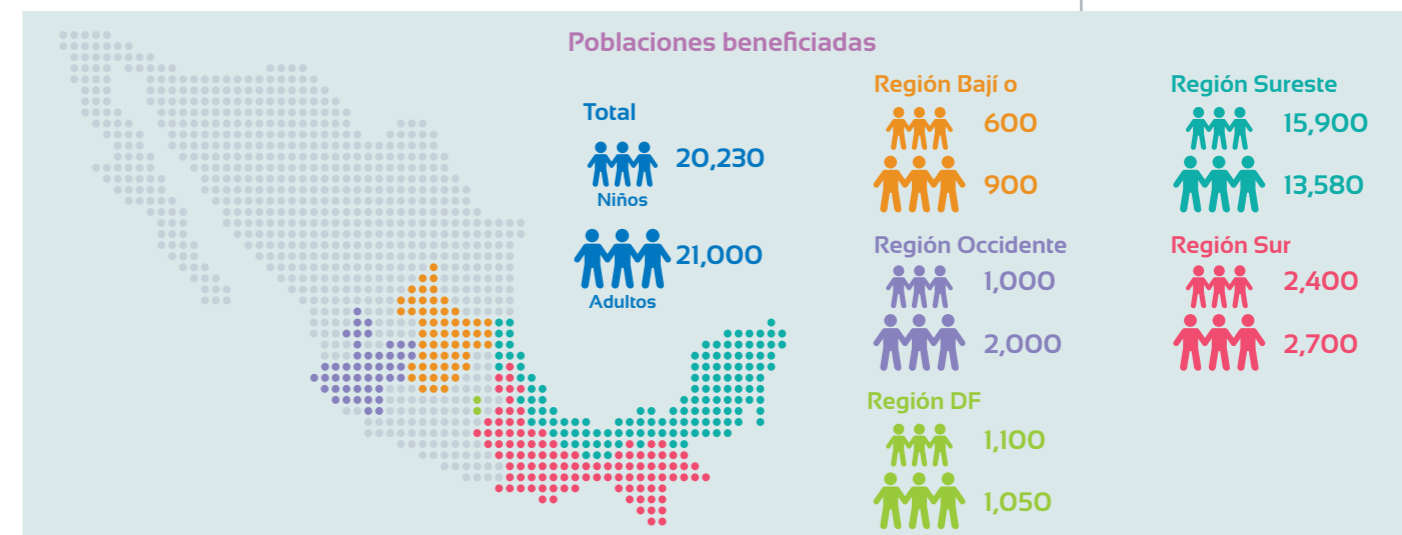 Poblaciones beneficiadas
Total
20,230
Niños
21,000
Adultos
Región Bají o
600
900
Región Occidente
1,000
2,000
Región DF
1,100
1,050
Región Sureste
15,900
13,580
Región Sur
2,400
2,700